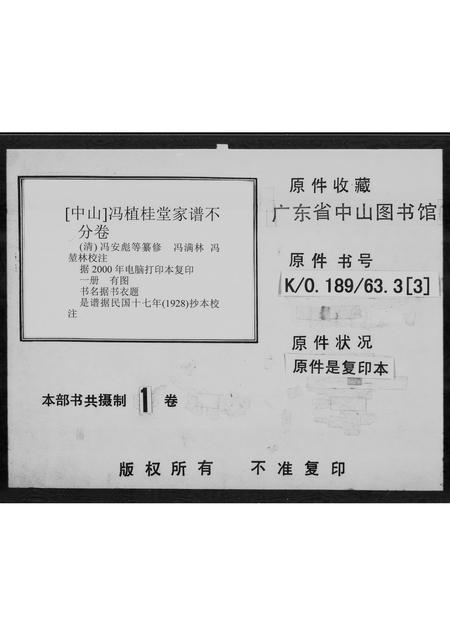 [中山]冯植桂堂家谱不
分卷
(清)冯安彪等纂修 冯满林 冯
堃林校注
据 2000 年电脑打印本复印
一册 有图
书名据书衣题
是谱据民国十七年(1928)抄本校
注
本部书共摄制 1 卷
原件收藏
广东省中山图书馆
原件 书号
K/0.189/63.3[3]
原件状况
原件是复印本
版权所有 不准复印